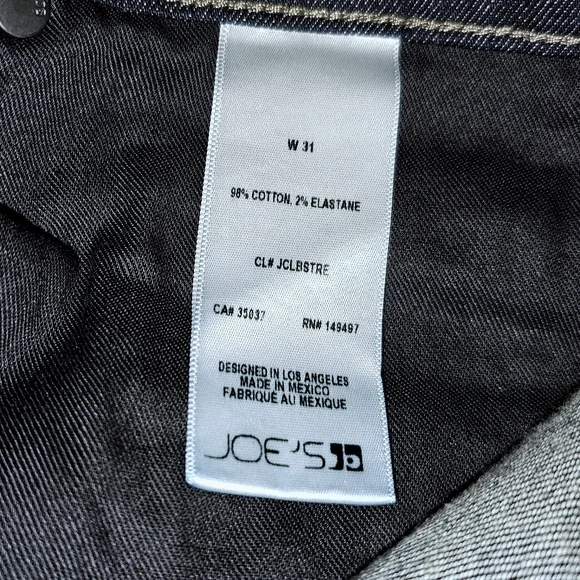 W 31
98% COTTON, 2% ELASTANE
CL# JCLBSTRE
CA# 35037 RN# 149497
DESIGNED IN LOS ANGELES
MADE IN MEXICO
FABRIQUÉ AU MEXIQUE
JOE'S